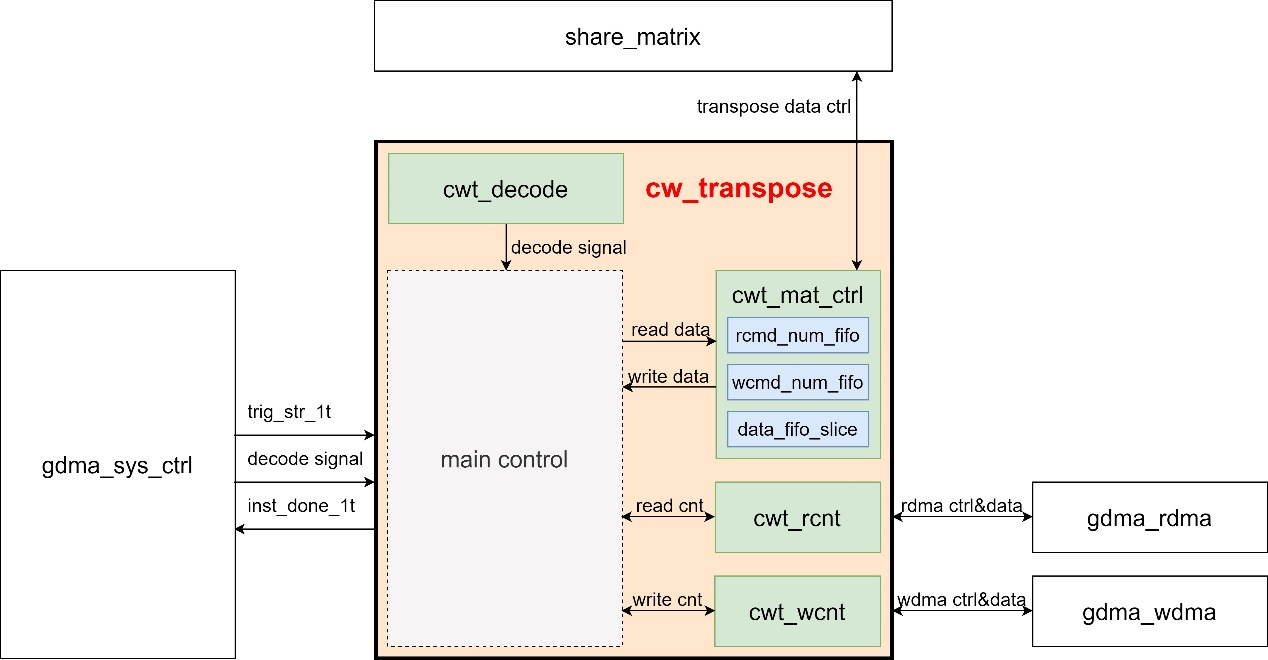 share_matrix
transpose data ctrl
cwt_decode
cw_transpose
decode signal
cwt_mat_ctrl
read data
rcmd_num_fifo
write data
wcmd_num_fifo
trig_str_1t
data_fifo_slice
decode signal
gdma_sys_ctrl
main control
inst_done_1t
read cnt
cwt_rcnt
rdma ctrl&data
gdma_rdma
write cnt
cwt_wcnt
wdma ctrl&data
gdma_wdma